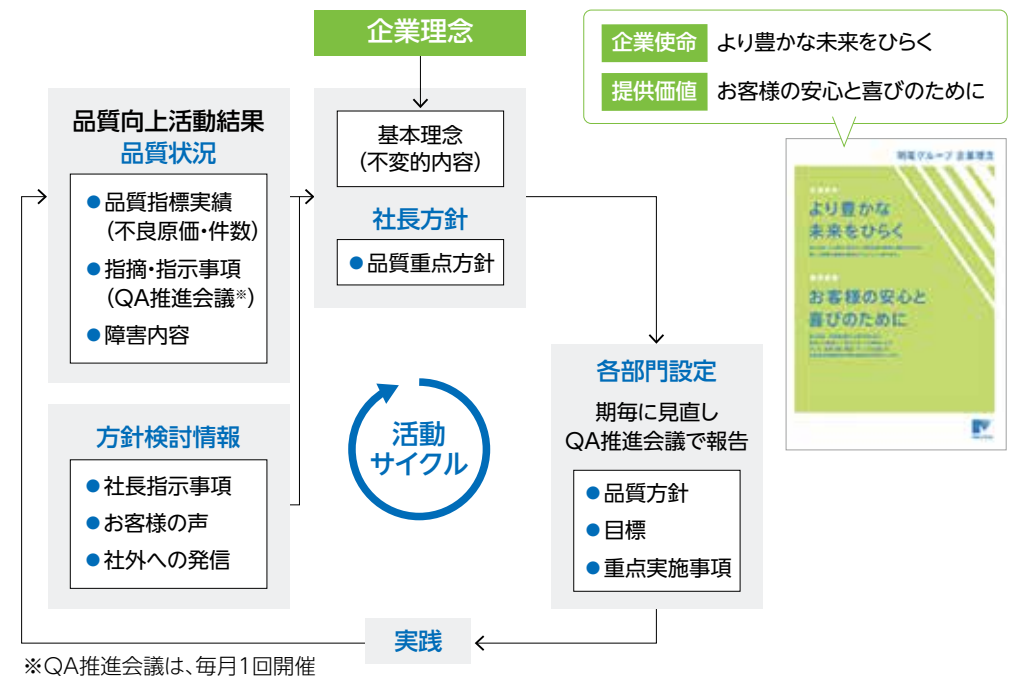 企業理念
企業使命 より豊かな未来をひらく
提供価値 お客様の安心と喜びのために
品質向上活動結果
品質状況
●品質指標実績
(不良原価・件数)
●指摘・指示事項
(QA推進会議※)
●障害内容
基本理念
(不変的内容)
社長方針
●品質重点方針
明電グループ 企業理念
より豊かな
未来をひらく
お客様の安心と
喜びのために
方針検討情報
●社長指示事項
●お客様の声
●社外への発信
活動
サイクル
各部門設定
期毎に見直し
QA推進会議で報告
●品質方針
●目標
●重点実施事項
実践
※QA推進会議は、毎月1回開催